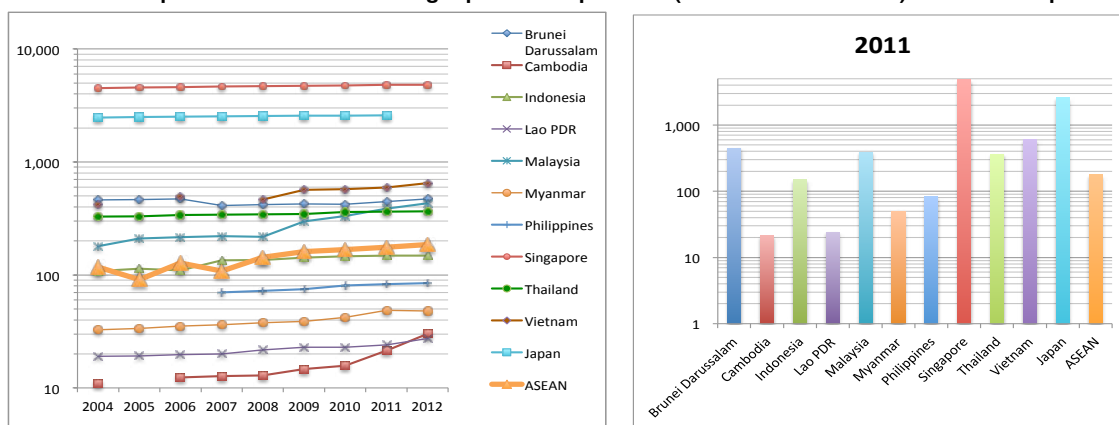 10,000
1,000
100
10
2004 2005 2006 2007 2008 2009 2010 2011 2012
Brunei
Darussalam
Cambodia
Indonesia
Lao PDR
Malaysia
Myanmar
Philippines
Singapore
Thailand
Vietnam
Japan
ASEAN
2011
1,000
100
10
1
Brunei Darussalam
Cambodia
Indonesia
Lao PDR
Malaysia
Myanmar
Philippines
Singapore
Thailand
Vietnam
Japan
ASEAN